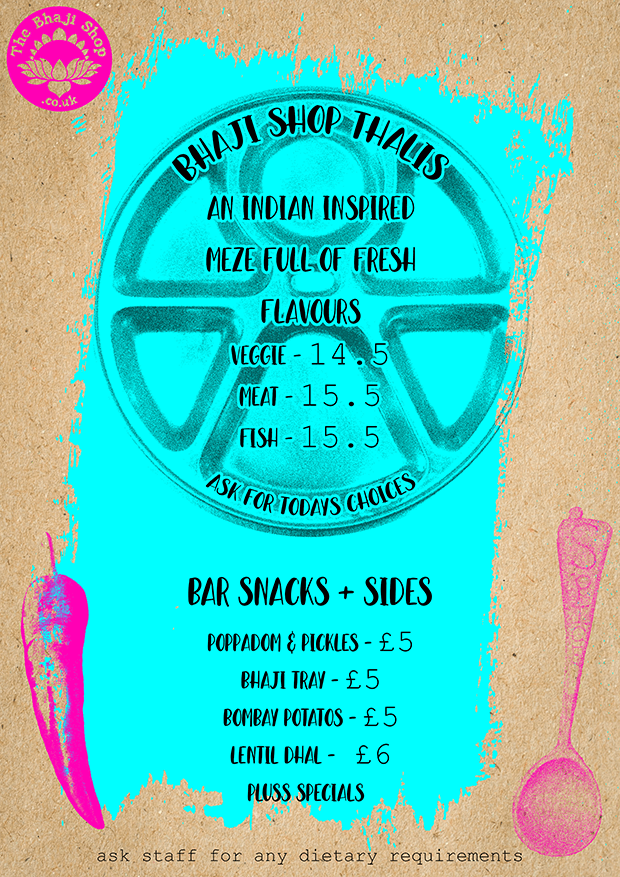 The Bhaji Shop
.co.uk
BHAJI SHOP THALIS
AN INDIAN INSPIRED
MEZE FULL OF FRESH
FLAVOURS
VEGGIE - 14.5
MEAT - 15.5
FISH - 15.5
ASK FOR TODAYS CHOICES
BAR SNACKS + SIDES
POPPADOM & PICKLES - £5
BHAJI TRAY - £5
BOMBAY POTATOS - £5
LENTIL DHAL - £6
PLUSS SPECIALS
ask staff for any dietary requirements